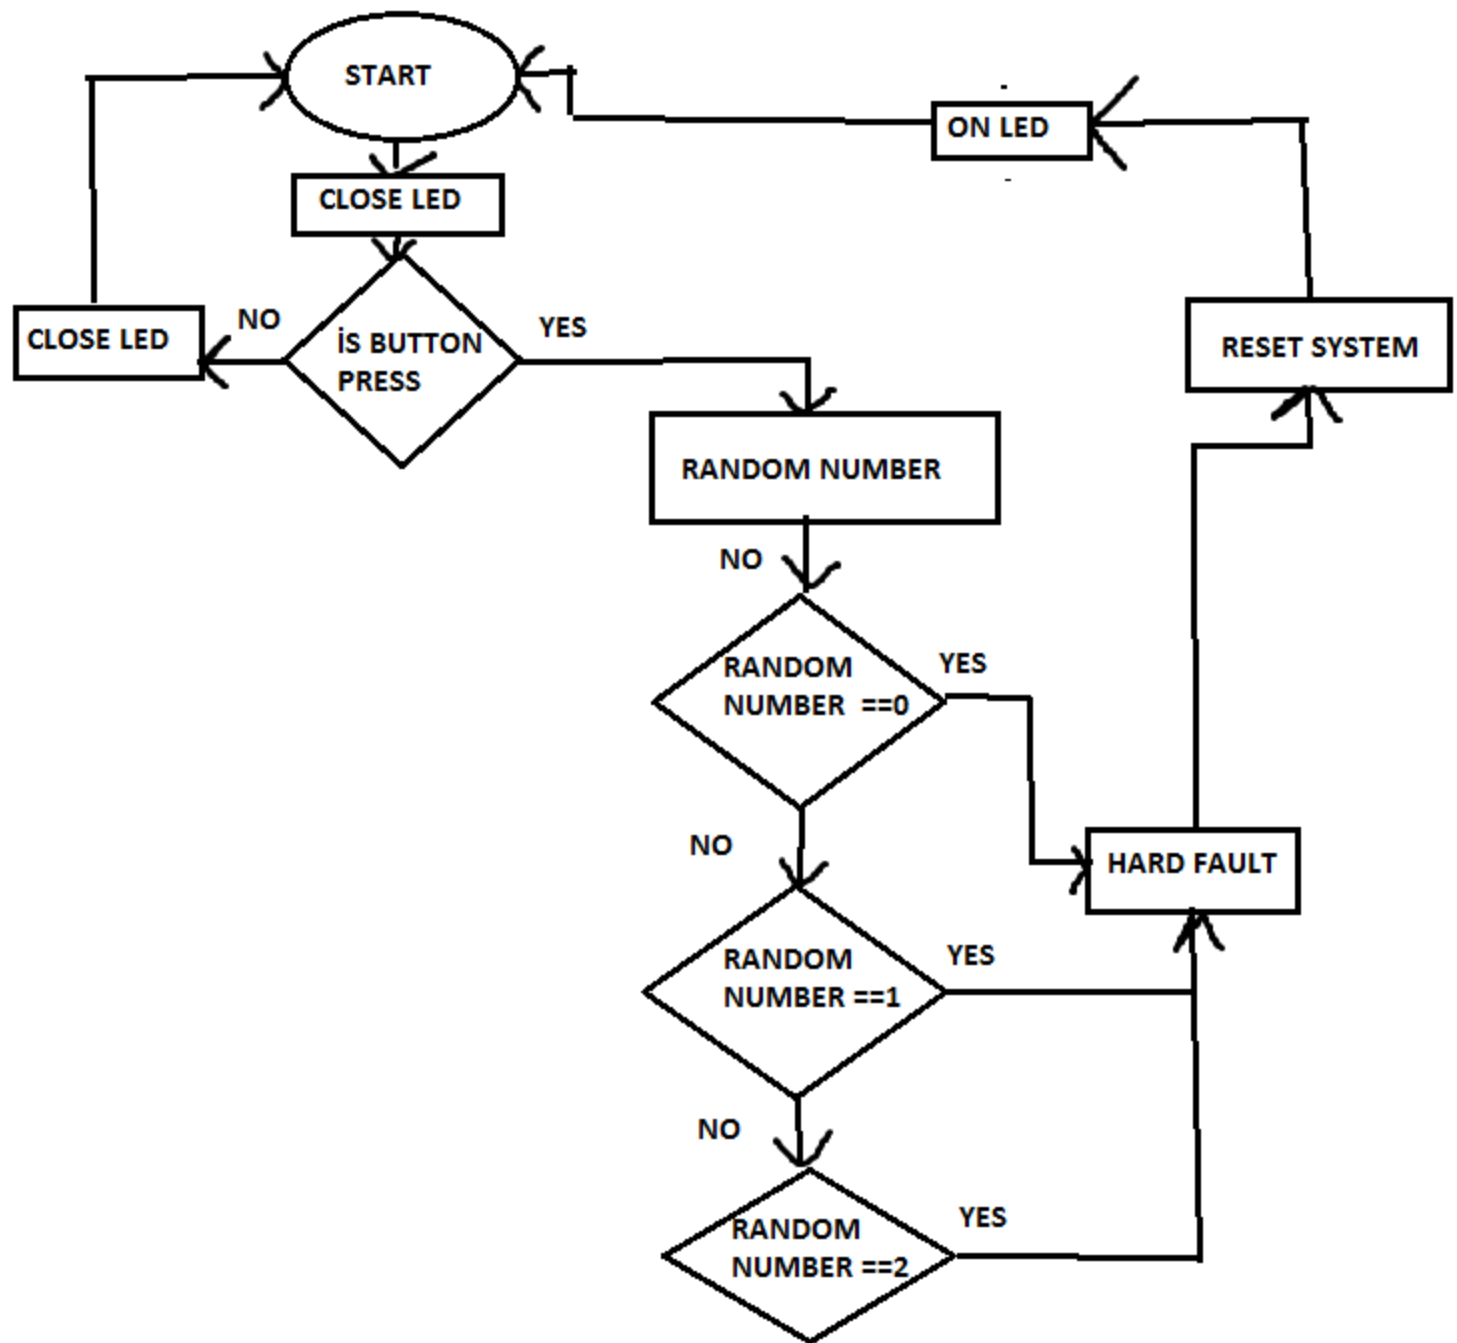 START
ON LED
CLOSE LED
CLOSE LED
NO
İS BUTTON
PRESS
YES
RESET SYSTEM
RANDOM NUMBER
NO
RANDOM
NUMBER ==0
YES
NO
HARD FAULT
RANDOM
NUMBER ==1
YES
NO
RANDOM
NUMBER ==2
YES